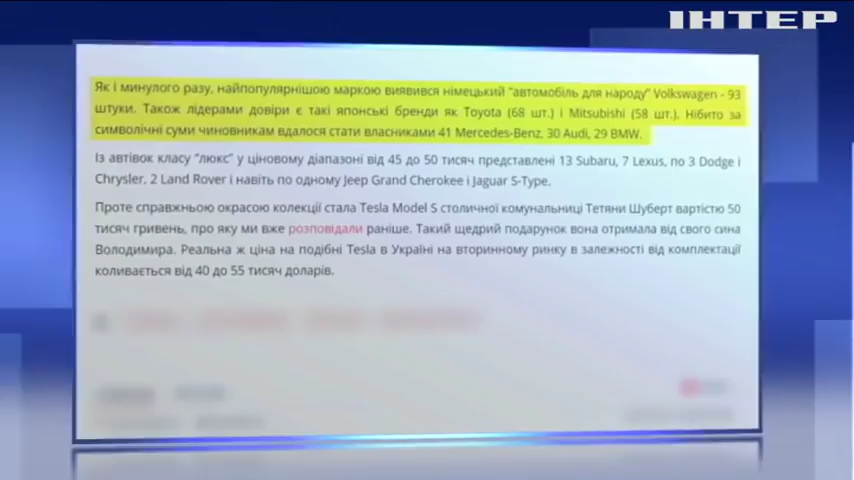 ІНТЕР
Як і минулого разу, найпопулярнішою маркою виявився німецький "автомобіль для народу" Volkswagen - 93
штуки. Також лідерами довіри є такі японські бренди як Toyota (68 шт.) і Mitsubishi (58 шт.). Нібито за
символічні суми чиновникам вдалося стати власниками 41 Mercedes-Benz, 30 Audi, 29 BMW.
Із автівок класу "люкс" у ціновому діапазоні від 45 до 50 тисяч представлені 13 Subaru, 7 Lexus, по 3 Dodge і
Chrysler, 2 Land Rover і навіть по одному Jeep Grand Cherokee і Jaguar S-Type.
Проте справжньою окрасою колекції стала Tesla Model S столичної комунальниці Тетяни Шуберт вартістю 50
тисяч гривень, про яку ми вже розповідали раніше. Такий щедрий подарунок вона отримала від свого сина
Володимира. Реальна ж ціна на подібні Tesla в Україні на вторинному ринку в залежності від комплектації
коливається від 40 до 55 тисяч доларів.